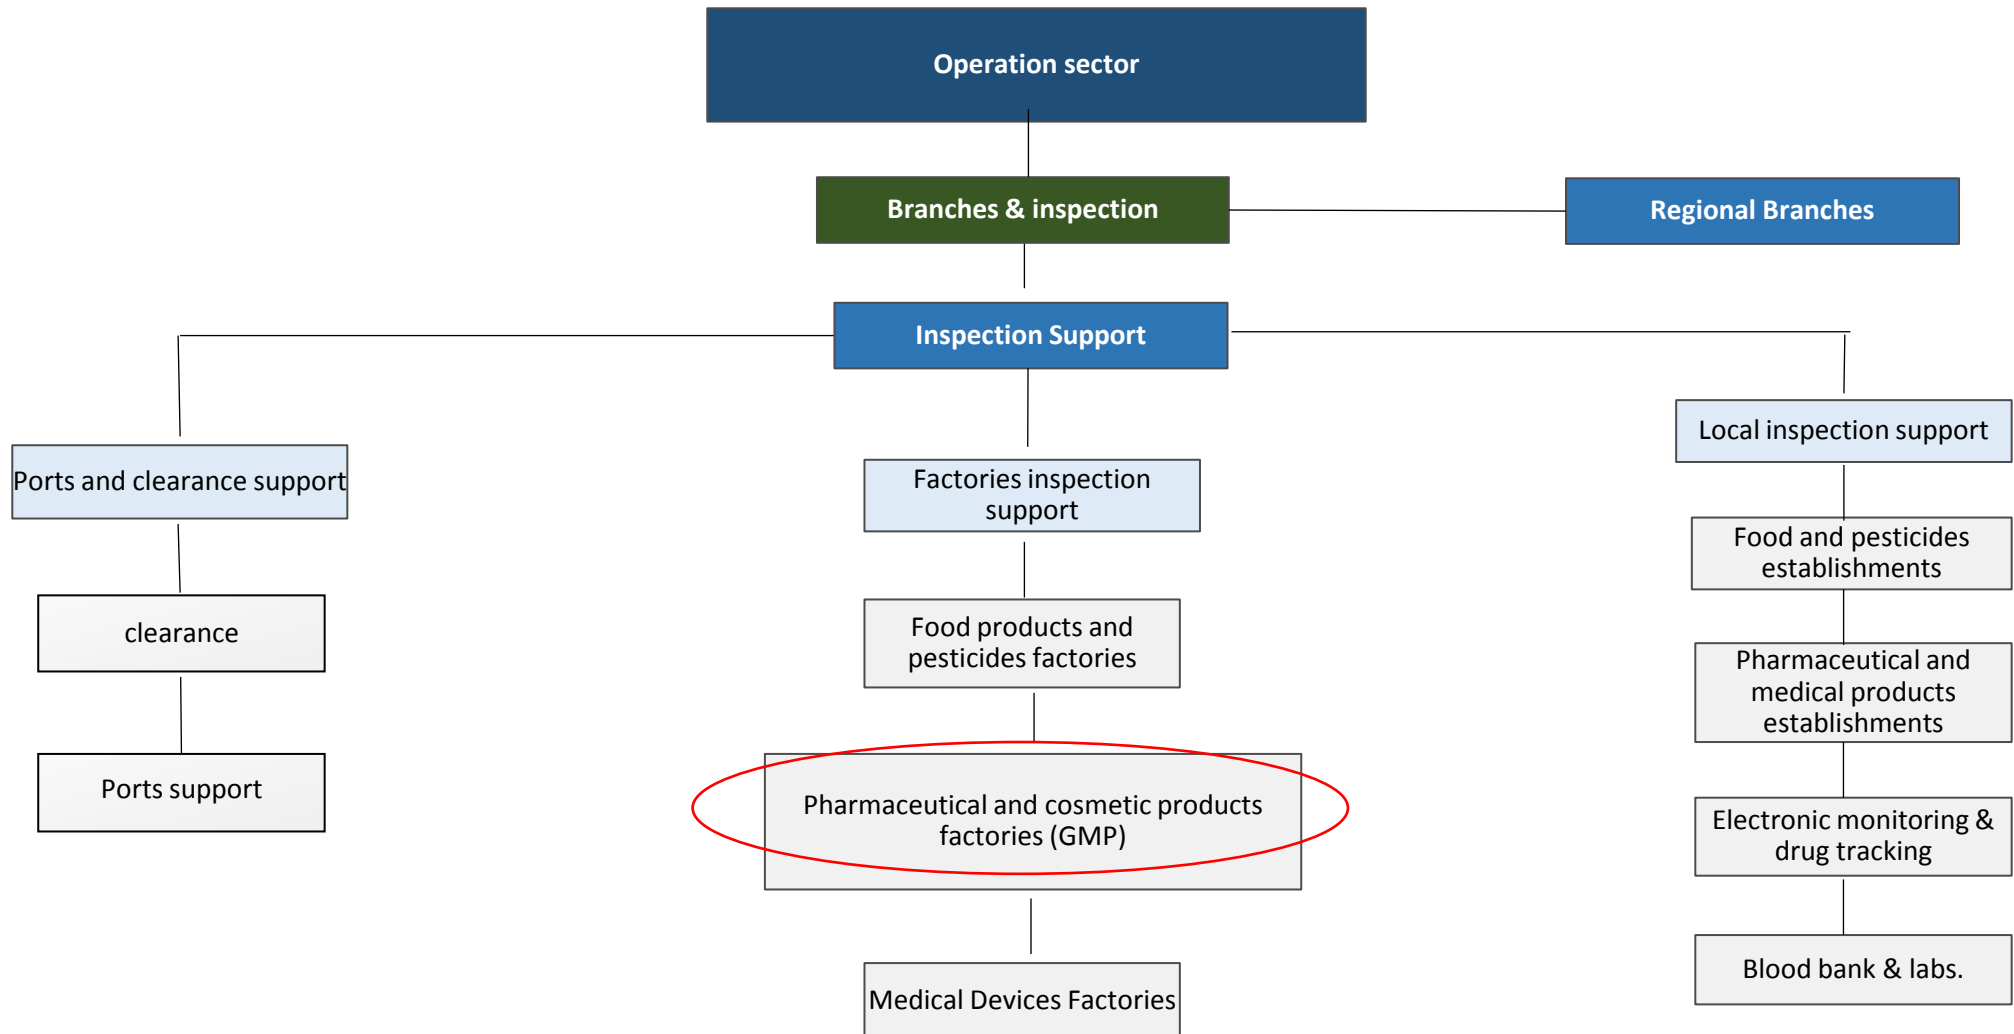 Operation sector
Branches & inspection
Regional Branches
Inspection Support
Ports and clearance support
clearance
Ports support
Factories inspection
support
Food products and
pesticides factories
Pharmaceutical and cosmetic products
factories (GMP)
Medical Devices Factories
Local inspection support
Food and pesticides
establishments
Pharmaceutical and
medical products
establishments
Electronic monitoring &
drug tracking
Blood bank & labs.